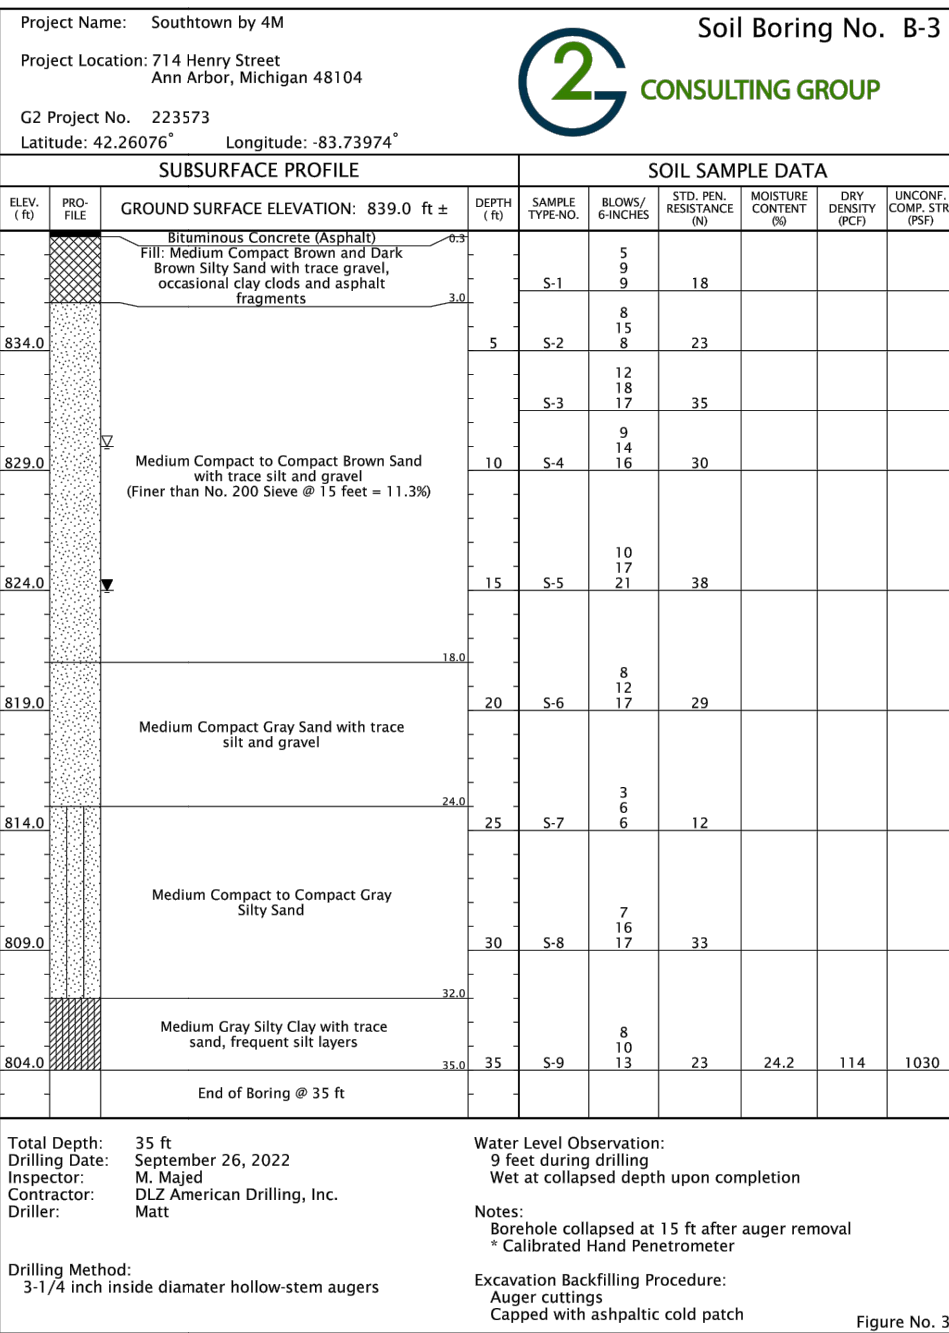 Project Name: Southtown by 4M
Soil Boring No. B-3
Project Location: 714 Henry Street
Ann Arbor, Michigan 48104
G2 CONSULTING GROUP
G2 Project No. 223573
Latitude: 42.26076° Longitude: -83.73974°
SUBSURFACE PROFILE
SOIL SAMPLE DATA
ELEV. (ft)
PRO-FILE
GROUND SURFACE ELEVATION: 839.0 ft ±
DEPTH (ft)
SAMPLE TYPE-NO.
BLOWS/ 6-INCHES
STD. PEN. RESISTANCE (N)
MOISTURE CONTENT (%)
DRY DENSITY (PCF)
UNCONF. COMP. STR. (PSF)
Bituminous Concrete (Asphalt) 0.3
Fill: Medium Compact Brown and Dark
Brown Silty Sand with trace gravel,
occasional clay clods and asphalt
fragments 3.0
5
9
S-1 9 18
8
15
834.0 5 S-2 8 23
12
18
S-3 17 35
9
14
829.0 10 S-4 16 30
Medium Compact to Compact Brown Sand
with trace silt and gravel
(Finer than No. 200 Sieve @ 15 feet = 11.3%)
10
17
824.0 15 S-5 21 38
18.0
8
12
819.0 20 S-6 17 29
Medium Compact Gray Sand with trace
silt and gravel
24.0
3
6
814.0 25 S-7 6 12
Medium Compact to Compact Gray
Silty Sand
7
16
809.0 30 S-8 17 33
32.0
Medium Gray Silty Clay with trace
sand, frequent silt layers
8
10
804.0 35.0 35 S-9 13 23 24.2 114 1030
End of Boring @ 35 ft
Total Depth: 35 ft
Drilling Date: September 26, 2022
Inspector: M. Majed
Contractor: DLZ American Drilling, Inc.
Driller: Matt
Drilling Method:
3-1/4 inch inside diamater hollow-stem augers
Water Level Observation:
9 feet during drilling
Wet at collapsed depth upon completion
Notes:
Borehole collapsed at 15 ft after auger removal
* Calibrated Hand Penetrometer
Excavation Backfilling Procedure:
Auger cuttings
Capped with ashpaltic cold patch
Figure No. 3